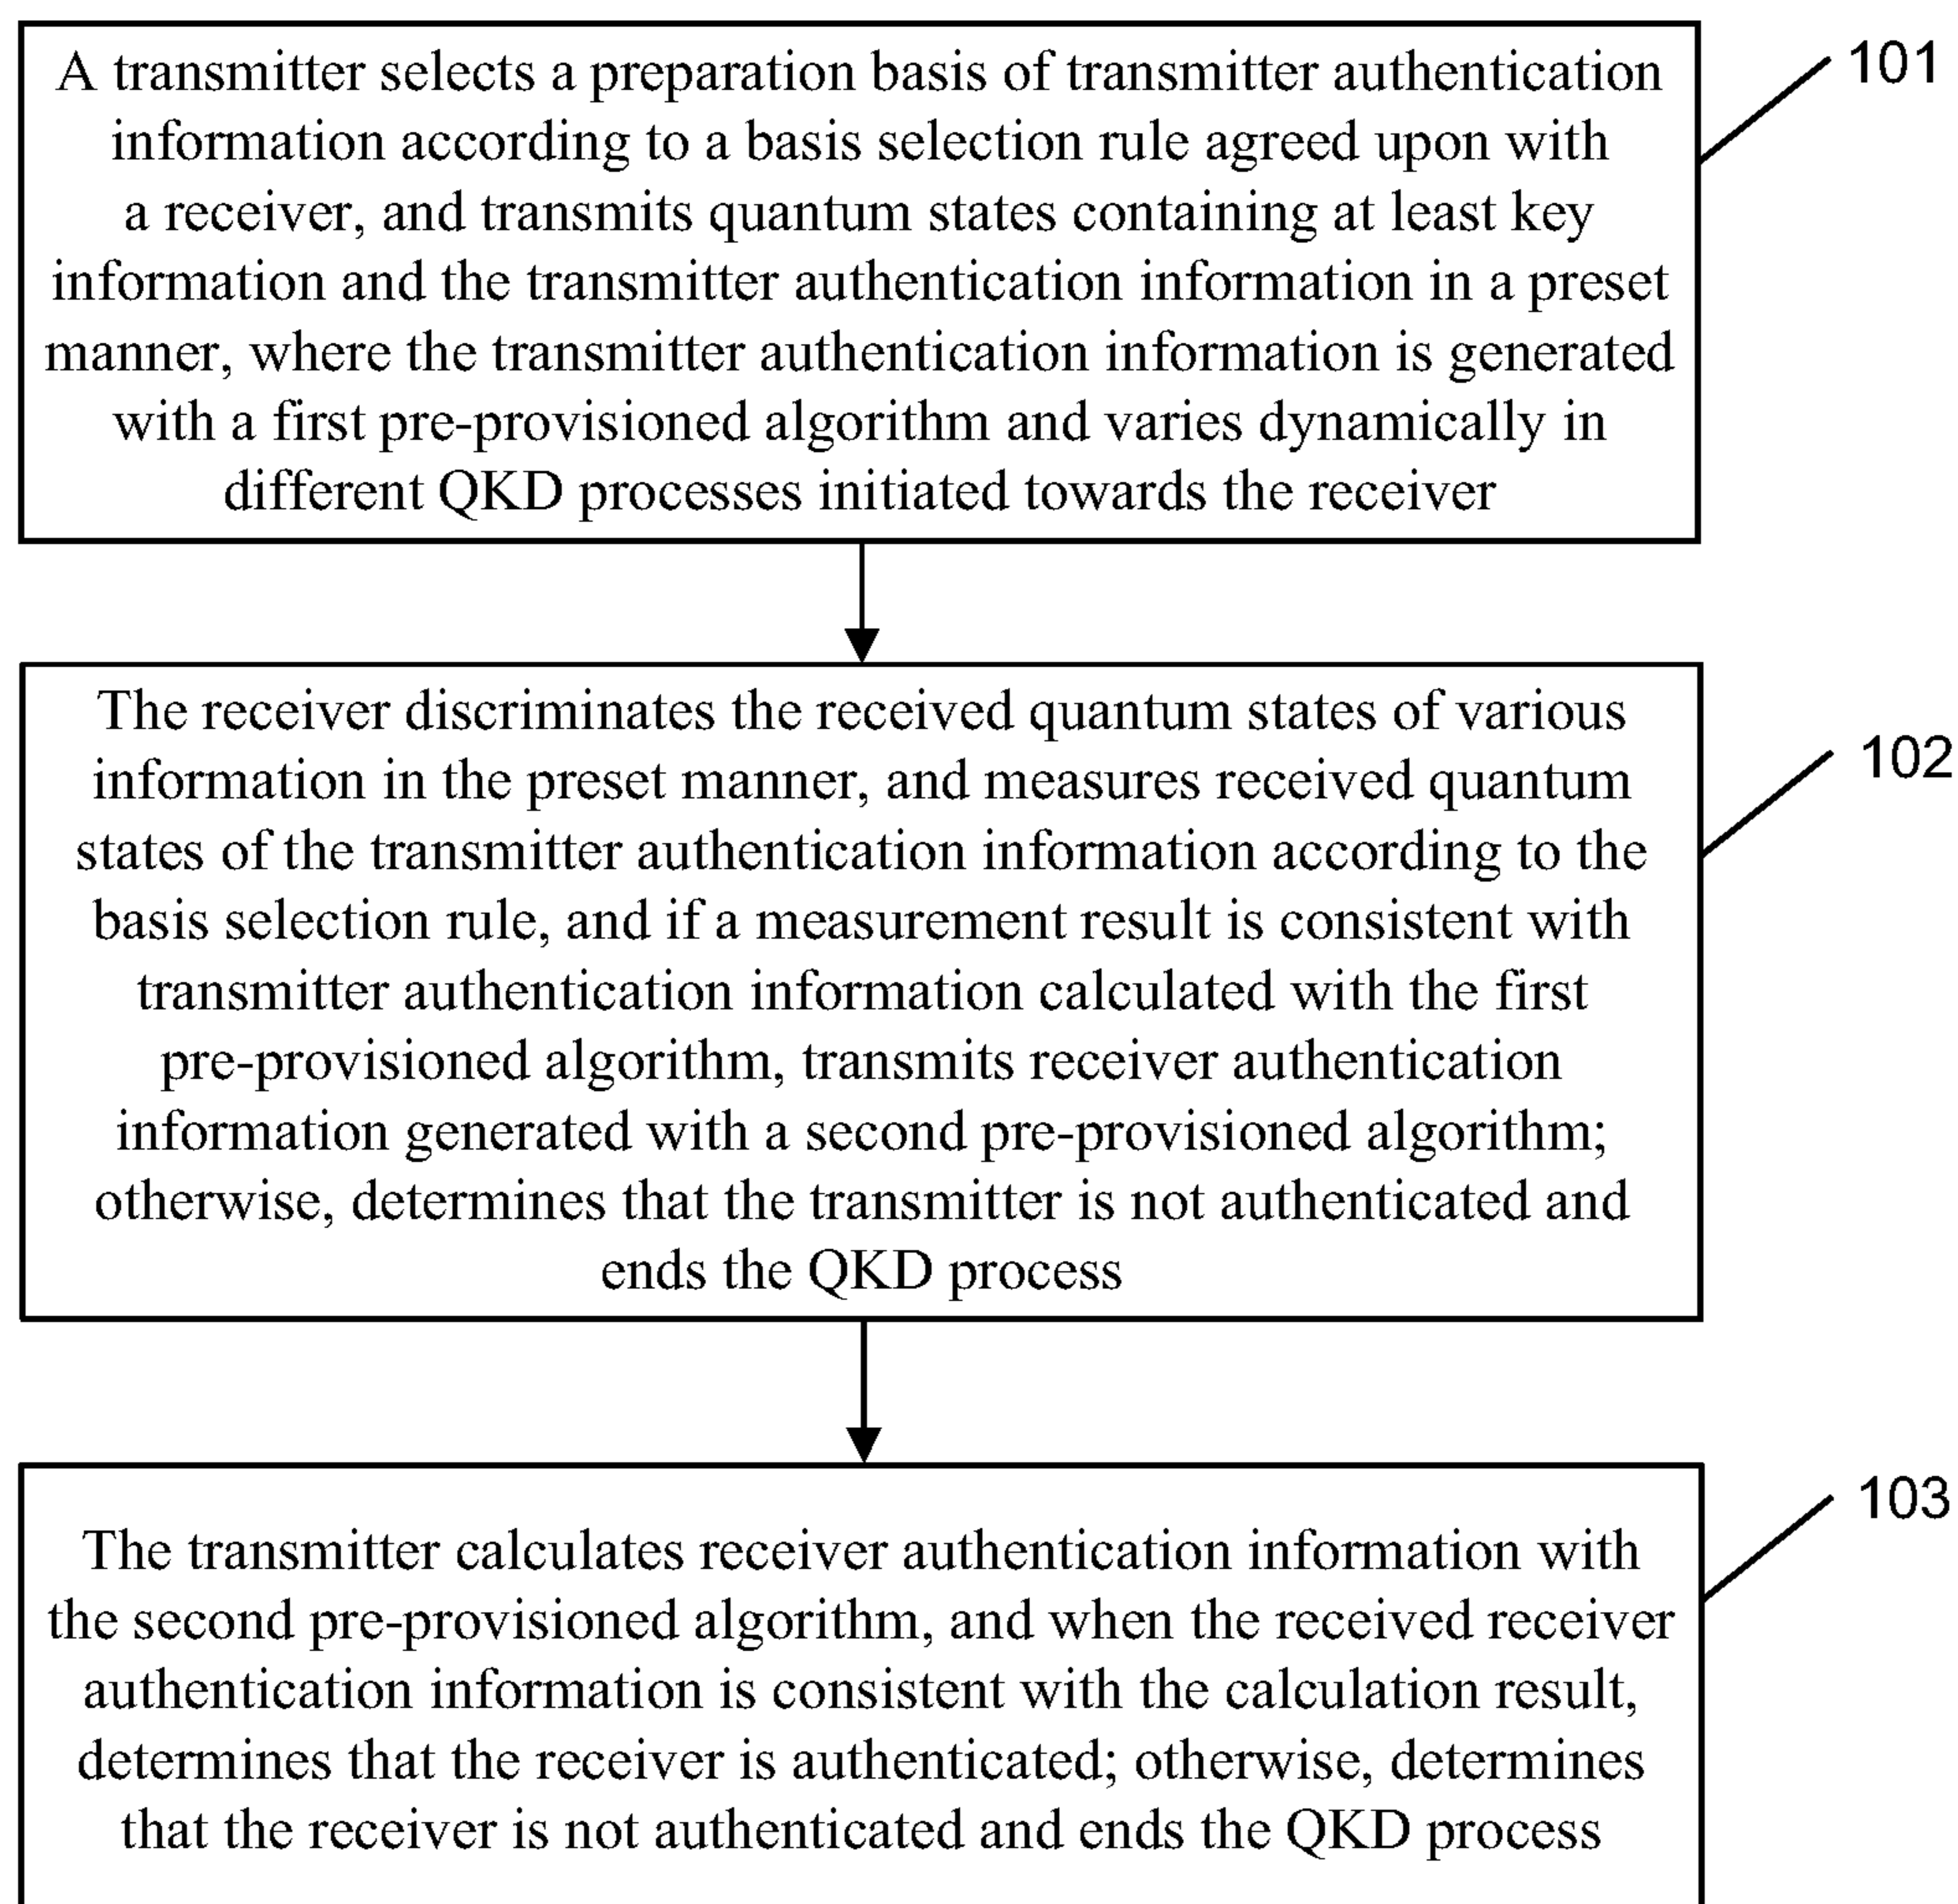 A transmitter selects a preparation basis of transmitter authentication
information according to a basis selection rule agreed upon with
a receiver, and transmits quantum states containing at least key
information and the transmitter authentication information in a preset
manner, where the transmitter authentication information is generated
with a first pre-provisioned algorithm and varies dynamically in
different QKD processes initiated towards the receiver
101
The receiver discriminates the received quantum states of various
information in the preset manner, and measures received quantum
states of the transmitter authentication information according to the
basis selection rule, and if a measurement result is consistent with
transmitter authentication information calculated with the first
pre-provisioned algorithm, transmits receiver authentication
information generated with a second pre-provisioned algorithm;
otherwise, determines that the transmitter is not authenticated and
ends the QKD process
102
The transmitter calculates receiver authentication information with
the second pre-provisioned algorithm, and when the received receiver
authentication information is consistent with the calculation result,
determines that the receiver is authenticated; otherwise, determines
that the receiver is not authenticated and ends the QKD process
103